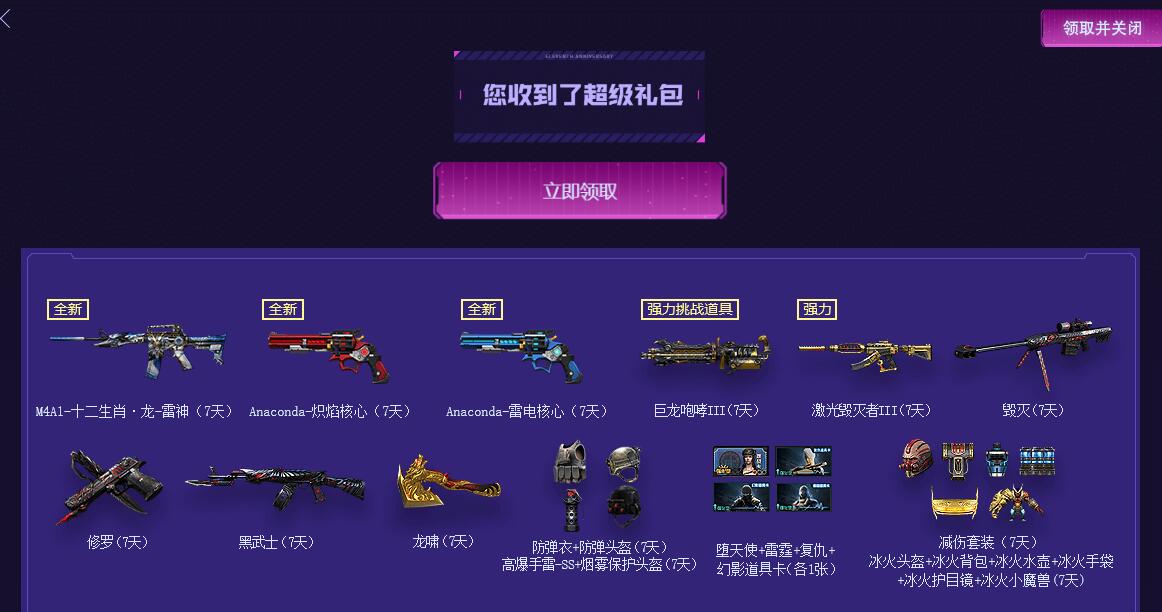 领取并关闭
ELEVENTH ANNIVERSARY
您收到了超级礼包
立即领取
全新 全新 全新 强力挑战道具 强力
M4A1-十二生肖·龙-雷神（7天） Anaconda-炽焰核心（7天） Anaconda-雷电核心（7天） 巨龙咆哮III(7天) 激光毁灭者III(7天) 毁灭(7天)
修罗(7天) 黑武士(7天) 龙啸(7天)
防弹衣+防弹头盔(7天)
高爆手雷-SS+烟雾保护头盔(7天)
堕天使+雷霆+复仇+
幻影道具卡(各1张)
减伤套装（7天）
冰火头盔+冰火背包+冰火水壶+冰火手袋
+冰火护目镜+冰火小魔兽(7天)